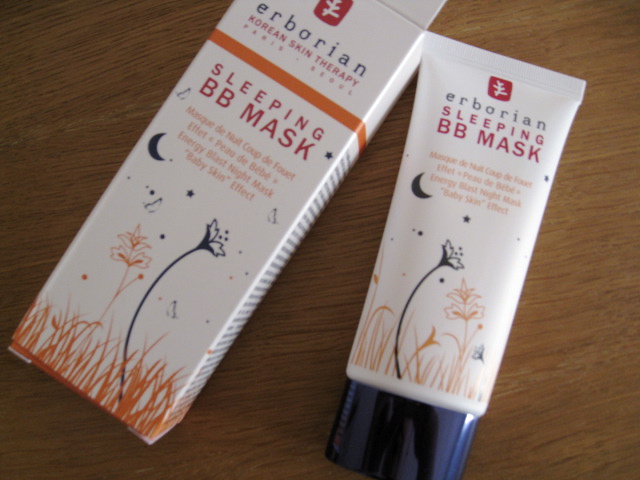 erborian
KOREAN SKIN THERAPY
PARIS - SEOUL
SLEEPING
BB MASK
Masque de Nuit Coup de Fouet
Effet « Peau de Bébé »
Energy Blast Night Mask
"Baby Skin" Effect
erborian
SLEEPING
BB MASK
Masque de Nuit Coup de Fouet
Effet « Peau de Bébé »
Energy Blast Night Mask
"Baby Skin" Effect